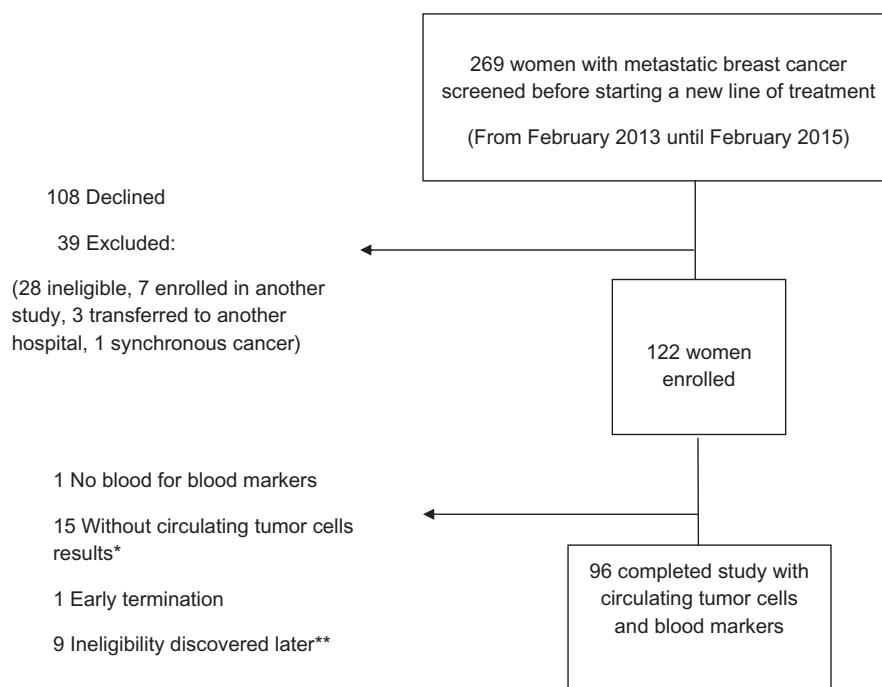 269 women with metastatic breast cancer
screened before starting a new line of treatment
(From February 2013 until February 2015)
108 Declined
39 Excluded:
(28 ineligible, 7 enrolled in another
study, 3 transferred to another
hospital, 1 synchronous cancer)
122 women
enrolled
1 No blood for blood markers
15 Without circulating tumor cells
results*
1 Early termination
9 Ineligibility discovered later**
96 completed study with
circulating tumor cells
and blood markers